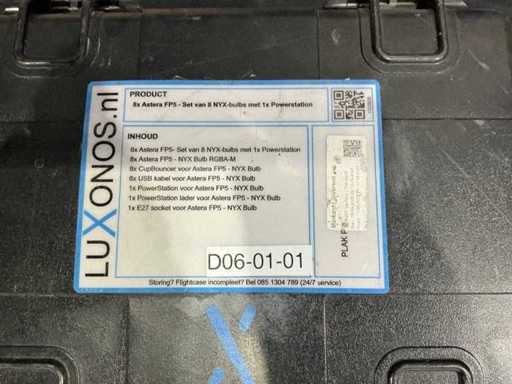 LUXONOS.nl
PRODUCT
8x Astera FP5 - Set van 8 NYX-bulbs met 1x Powerstation
INHOUD
8x Astera FP5- Set van 8 NYX-bulbs met 1x Powerstation
8x Astera FP5 - NYX Bulb RGBA-M
8x CupBouncer voor Astera FP5 - NYX Bulb
6x USB kabel voor Astera FP5 - NYX Bulb
1x PowerStation voor Astera FP5 - NYX Bulb
1x PowerStation lader voor Astera FP5 - NYX Bulb
1x E27 socket voor Astera FP5 - NYX Bulb
PLAK
D06-01-01
Storing? Flightcase incompleet? Bel 085 1304 789 (24/7 service)
X